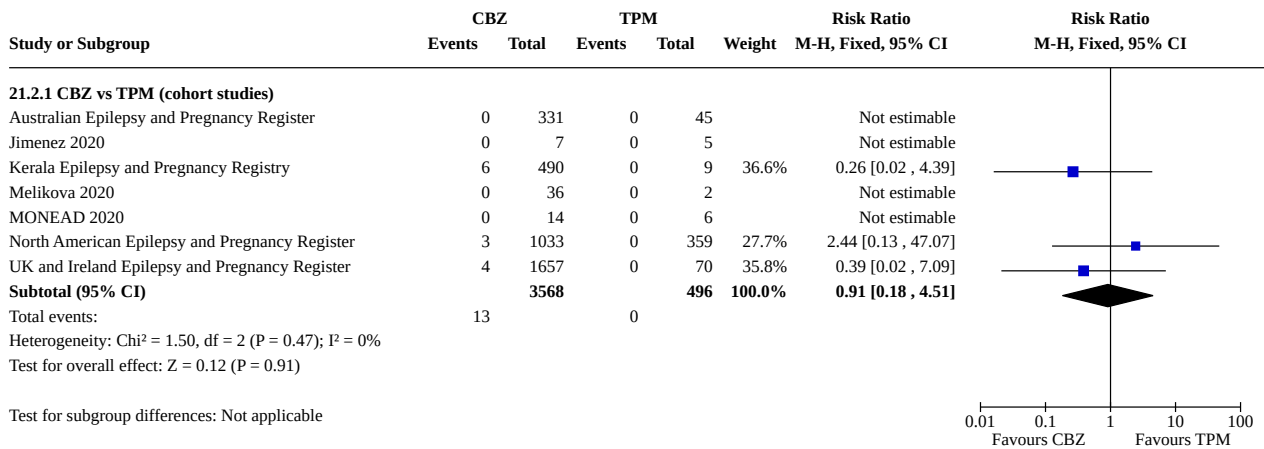 CBZ TPM Risk Ratio Risk Ratio
Study or Subgroup Events Total Events Total Weight M-H, Fixed, 95% CI M-H, Fixed, 95% CI
21.2.1 CBZ vs TPM (cohort studies)
Australian Epilepsy and Pregnancy Register 0 331 0 45 Not estimable
Jimenez 2020 0 7 0 5 Not estimable
Kerala Epilepsy and Pregnancy Registry 6 490 0 9 36.6% 0.26 [0.02 , 4.39]
Melikova 2020 0 36 0 2 Not estimable
MONEAD 2020 0 14 0 6 Not estimable
North American Epilepsy and Pregnancy Register 3 1033 0 359 27.7% 2.44 [0.13 , 47.07]
UK and Ireland Epilepsy and Pregnancy Register 4 1657 0 70 35.8% 0.39 [0.02 , 7.09]
Subtotal (95% CI) 3568 496 100.0% 0.91 [0.18 , 4.51]
Total events: 13 0
Heterogeneity: Chi² = 1.50, df = 2 (P = 0.47); I² = 0%
Test for overall effect: Z = 0.12 (P = 0.91)
Test for subgroup differences: Not applicable
0.01 0.1 1 10 100
Favours CBZ Favours TPM